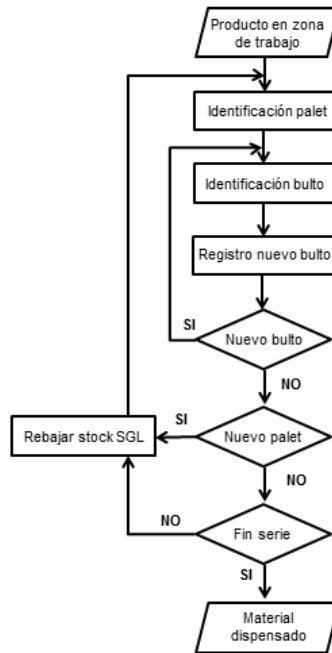 Producto en zona
de trabajo
Identificación palet
Identificación bulto
Registro nuevo bulto
SI
Nuevo bulto
NO
Rebajar stock SGL
SI
Nuevo palet
NO
NO
Fin serie
SI
Material
dispensado